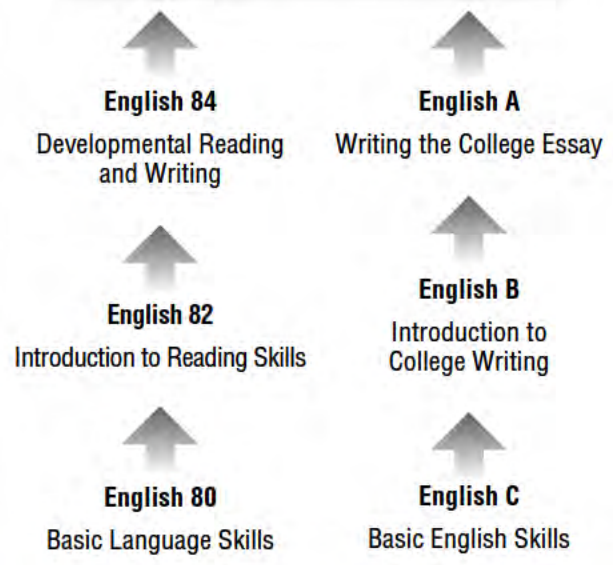 English 84
Developmental Reading
and Writing
English 82
Introduction to Reading Skills
English 80
Basic Language Skills
English A
Writing the College Essay
English B
Introduction to
College Writing
English C
Basic English Skills